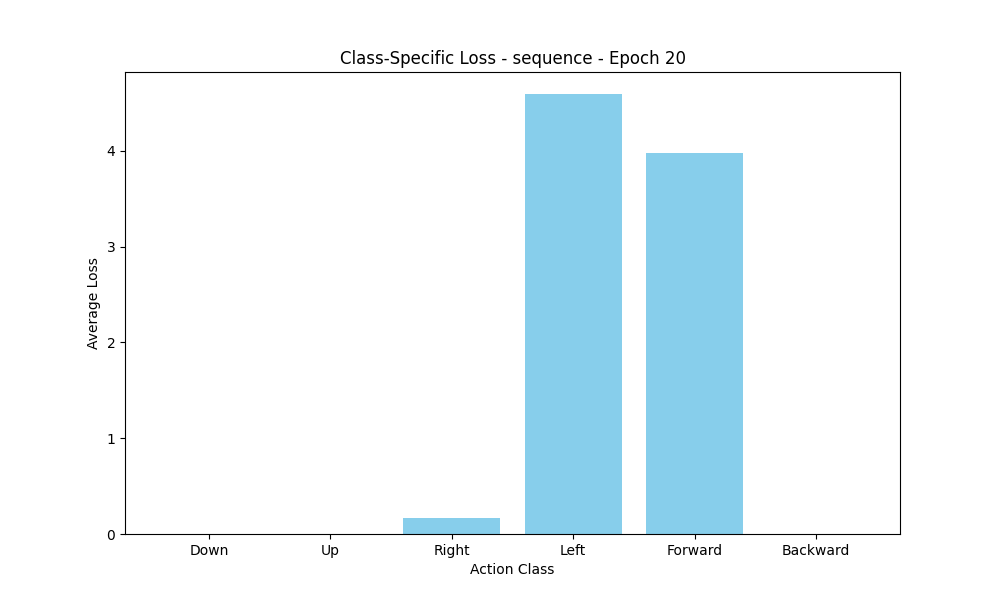 Class-Specific Loss - sequence - Epoch 20
Average Loss
4
3
2
1
0
Down Up Right Left Forward Backward
Action Class